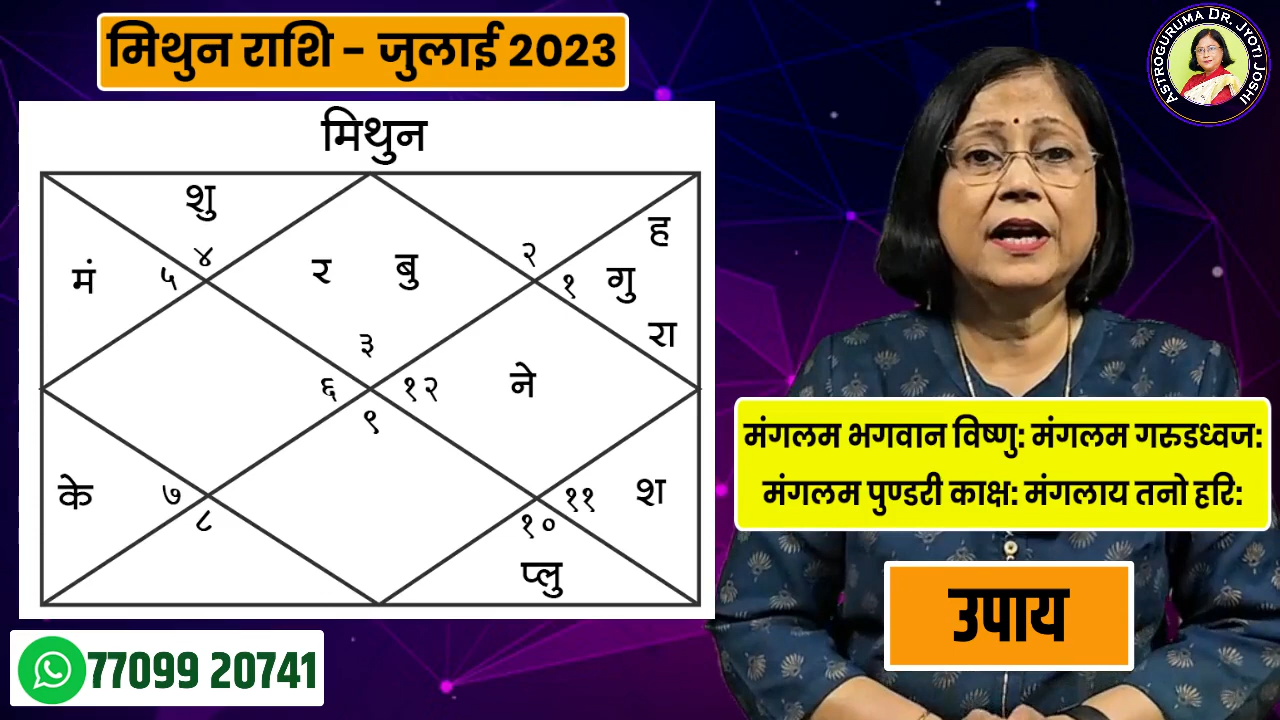 मिथुन राशि - जुलाई 2023
ASTROGURUMA DR. JYOTI JOSHI
मिथुन
शु
ह
मं
५
४
र
बु
२
१
गु
रा
३
६
१२
ने
९
के
७
८
११
श
१०
प्लु
मंगलम भगवान विष्णु: मंगलम गरुडध्वज:
मंगलम पुण्डरी काक्ष: मंगलाय तनो हरि:
उपाय
77099 20741